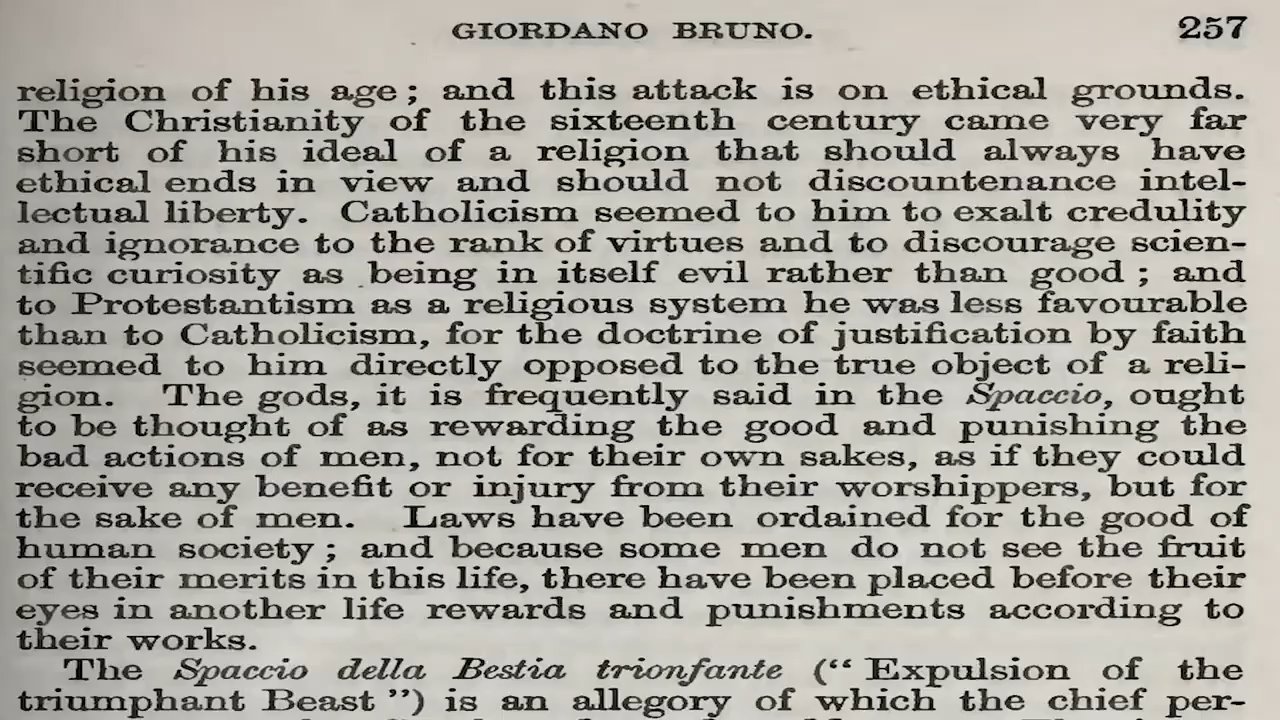 GIORDANO BRUNO. 257
religion of his age; and this attack is on ethical grounds.
The Christianity of the sixteenth century came very far
short of his ideal of a religion that should always have
ethical ends in view and should not discountenance intel-
lectual liberty. Catholicism seemed to him to exalt credulity
and ignorance to the rank of virtues and to discourage scien-
tific curiosity as being in itself evil rather than good; and
to Protestantism as a religious system he was less favourable
than to Catholicism, for the doctrine of justification by faith
seemed to him directly opposed to the true object of a reli-
gion. The gods, it is frequently said in the Spaccio, ought
to be thought of as rewarding the good and punishing the
bad actions of men, not for their own sakes, as if they could
receive any benefit or injury from their worshippers, but for
the sake of men. Laws have been ordained for the good of
human society; and because some men do not see the fruit
of their merits in this life, there have been placed before their
eyes in another life rewards and punishments according to
their works.
The Spaccio della Bestia trionfante (“Expulsion of the
triumphant Beast”) is an allegory of which the chief per-